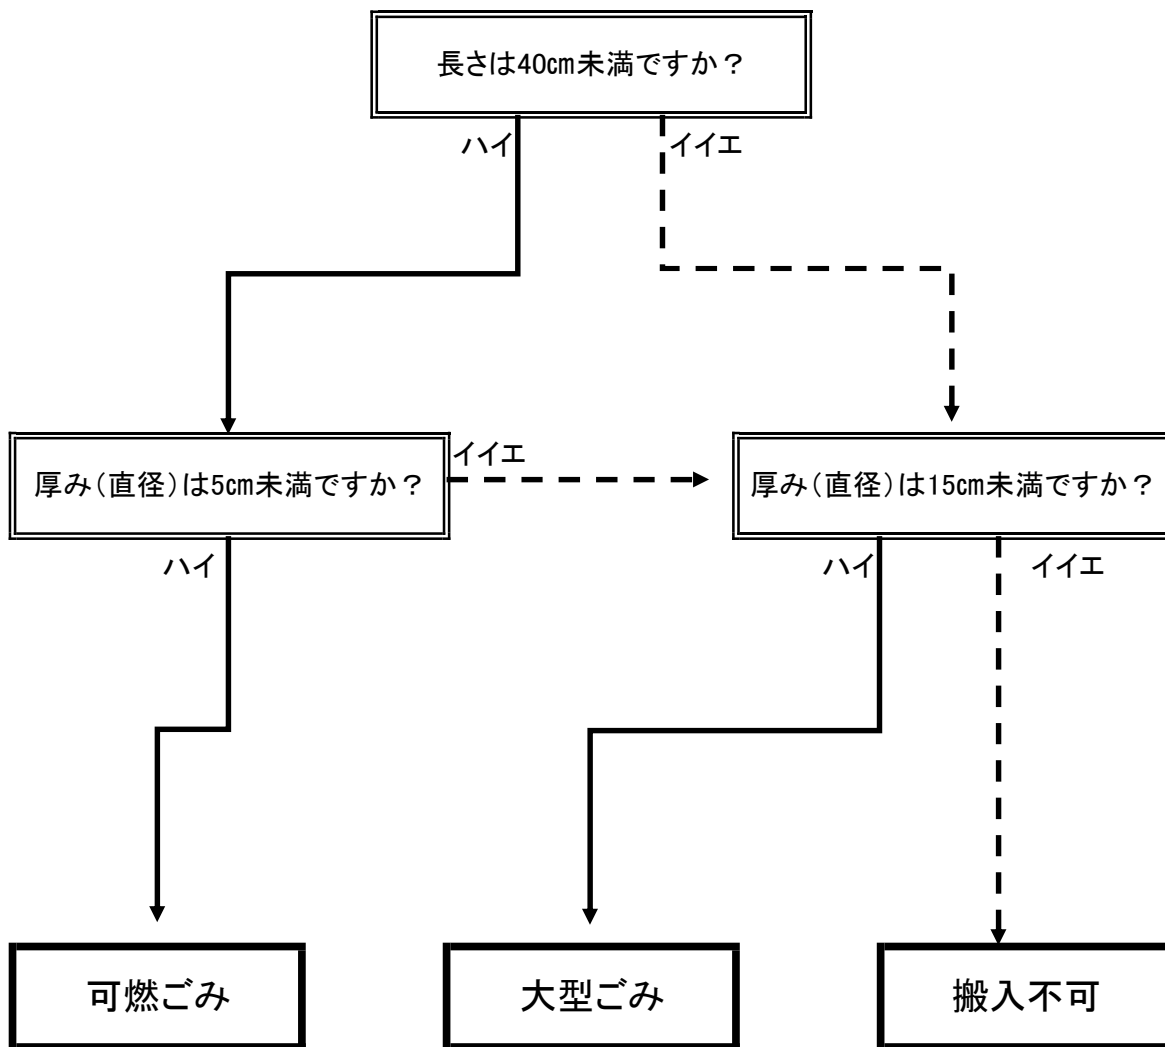 長さは40㎝未満ですか？
ハイ
イイエ
厚み（直径）は5㎝未満ですか？
イイエ
厚み（直径）は15㎝未満ですか？
ハイ
ハイ
イイエ
可燃ごみ
大型ごみ
搬入不可